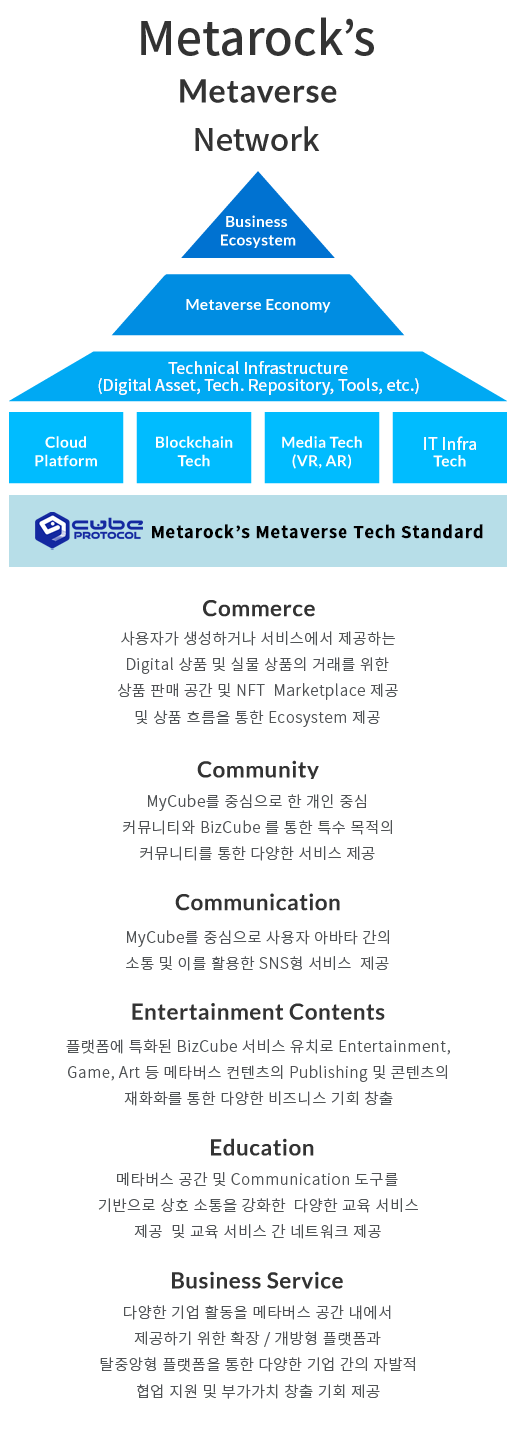 Metarock’s
Metaverse
Network
Business
Ecosystem
Metaverse Economy
Technical Infrastructure
(Digital Asset, Tech. Repository, Tools, etc.)
Cloud
Platform
Blockchain
Tech
Media Tech
(VR, AR)
IT Infra
Tech
cube
PROTOCOL
Metarock’s Metaverse Tech Standard
Commerce
사용자가 생성하거나 서비스에서 제공하는
Digital 상품 및 실물 상품의 거래를 위한
상품 판매 공간 및 NFT Marketplace 제공
및 상품 흐름을 통한 Ecosystem 제공
Community
MyCube를 중심으로 한 개인 중심
커뮤니티와 BizCube 를 통한 특수 목적의
커뮤니티를 통한 다양한 서비스 제공
Communication
MyCube를 중심으로 사용자 아바타 간의
소통 및 이를 활용한 SNS형 서비스 제공
Entertainment Contents
플랫폼에 특화된 BizCube 서비스 유치로 Entertainment,
Game, Art 등 메타버스 컨텐츠의 Publishing 및 콘텐츠의
재화화를 통한 다양한 비즈니스 기회 창출
Education
메타버스 공간 및 Communication 도구를
기반으로 상호 소통을 강화한 다양한 교육 서비스
제공 및 교육 서비스 간 네트워크 제공
Business Service
다양한 기업 활동을 메타버스 공간 내에서
제공하기 위한 확장 / 개방형 플랫폼과
탈중앙형 플랫폼을 통한 다양한 기업 간의 자발적
협업 지원 및 부가가치 창출 기회 제공